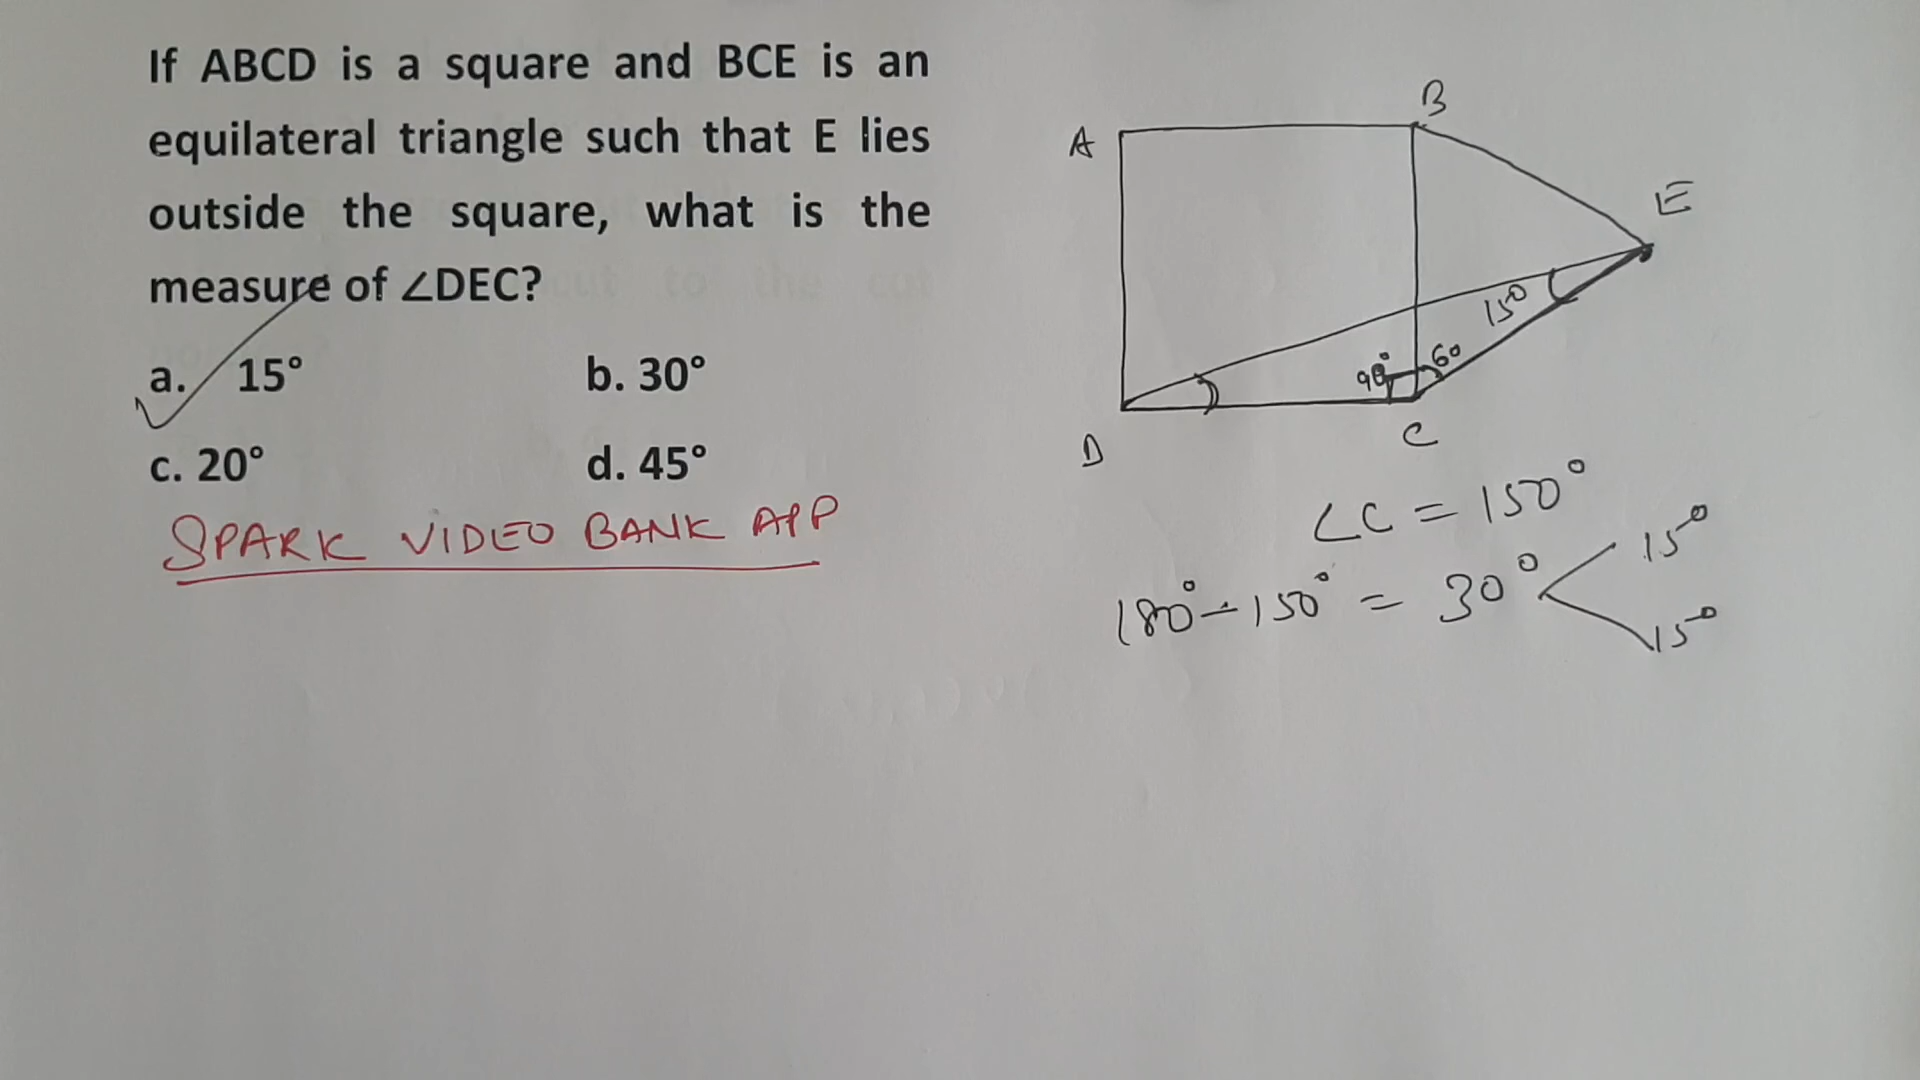 If ABCD is a square and BCE is an
equilateral triangle such that E lies
outside the square, what is the
measure of ∠DEC?
a. 15°
b. 30°
c. 20°
d. 45°
SPARK VIDEO BANK APP
B
A
E
15°
90°
60
D
C
∠C = 150°
180° - 150° = 30°
15°
15°